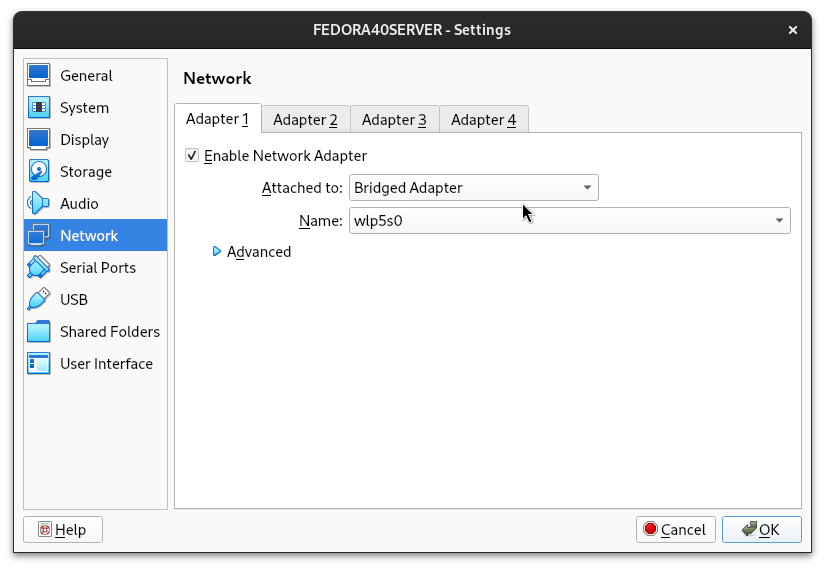 FEDORA40SERVER - Settings
General
System
Display
Storage
Audio
Network
Serial Ports
USB
Shared Folders
User Interface
Network
Adapter 1 Adapter 2 Adapter 3 Adapter 4
Enable Network Adapter
Attached to: Bridged Adapter
Name: wlp5s0
Advanced
Help Cancel OK